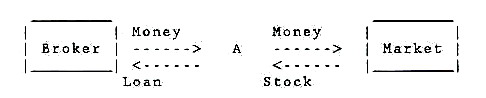 Money Money
Broker ------> A ------> Market
<------ <------
Loan Stock